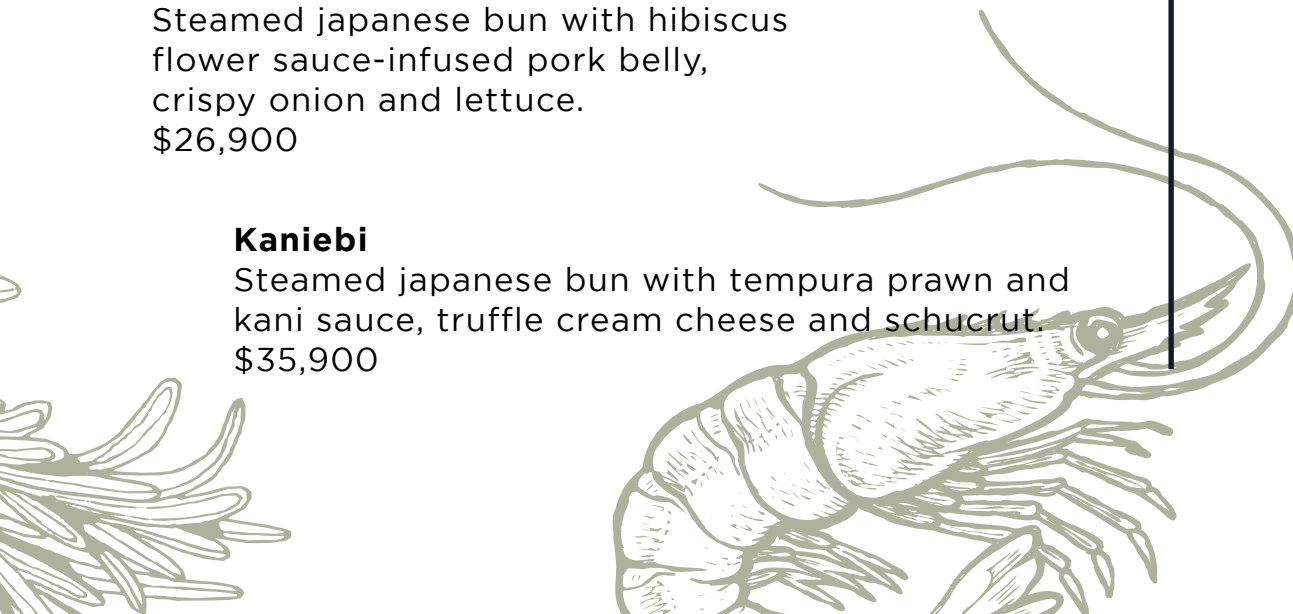 Steamed japanese bun with hibiscus
flower sauce-infused pork belly,
crispy onion and lettuce.
$26,900
Kaniebi
Steamed japanese bun with tempura prawn and
kani sauce, truffle cream cheese and schucrut.
$35,900